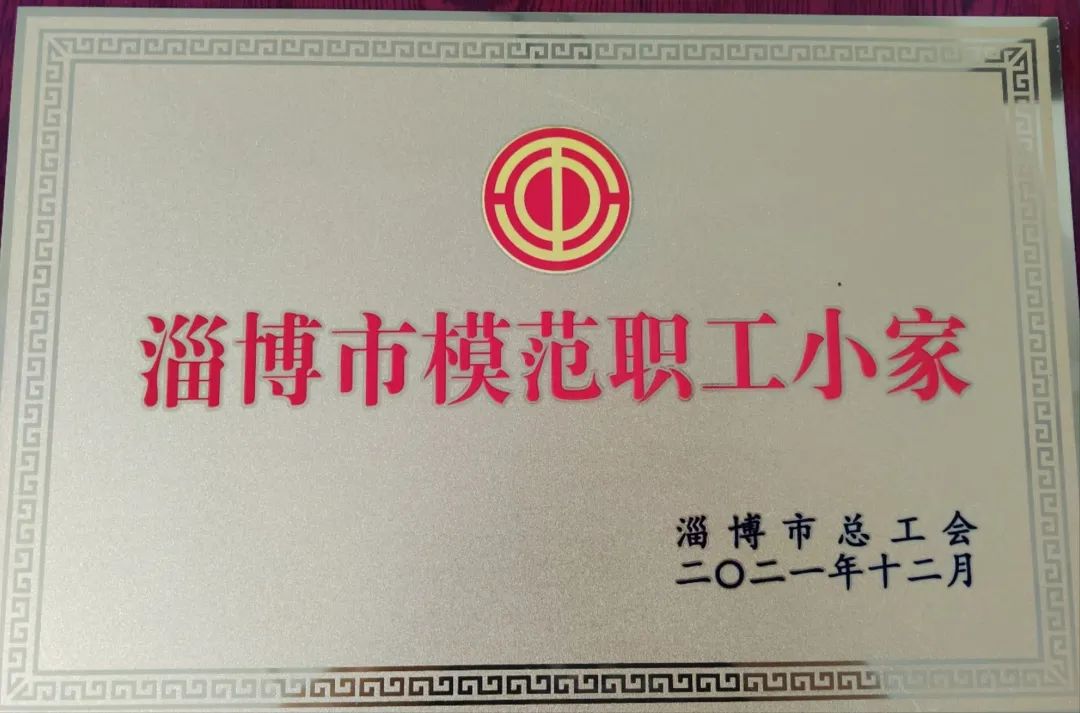 淄博市模范职工小家
淄博市总工会
二〇二一年十二月